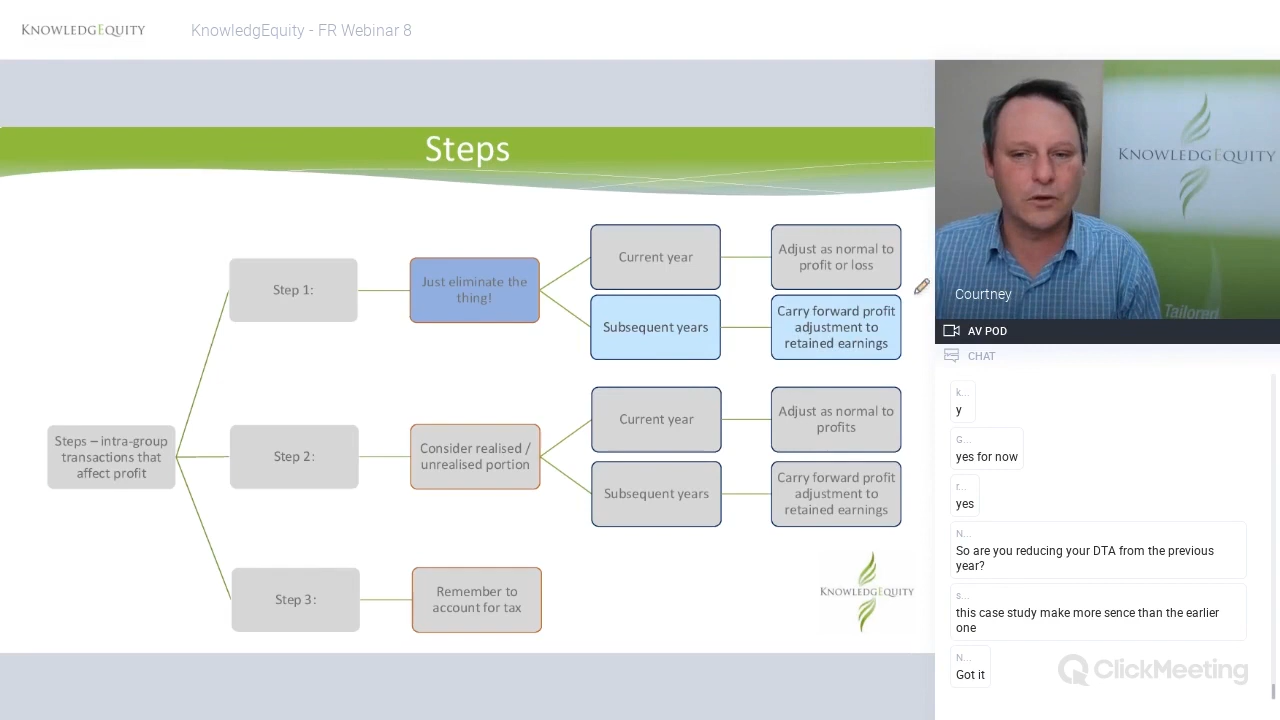 KNOWLEDGEQUITY
KnowledgEquity - FR Webinar 8
Steps
Steps – intra-group
transactions that
affect profit
Step 1:
Just eliminate the
thing!
Current year
Adjust as normal to
profit or loss
Subsequent years
Carry forward profit
adjustment to
retained earnings
Step 2:
Consider realised /
unrealised portion
Current year
Adjust as normal to
profits
Subsequent years
Carry forward profit
adjustment to
retained earnings
Step 3:
Remember to
account for tax
KNOWLEDGEQUITY
KNOWLEDGEQUITY
Tailored
Courtney
AV POD
CHAT
k...
y
G...
yes for now
r...
yes
N...
So are you reducing your DTA from the previous
year?
s...
this case study make more sence than the earlier
one
N...
Got it
ClickMeeting